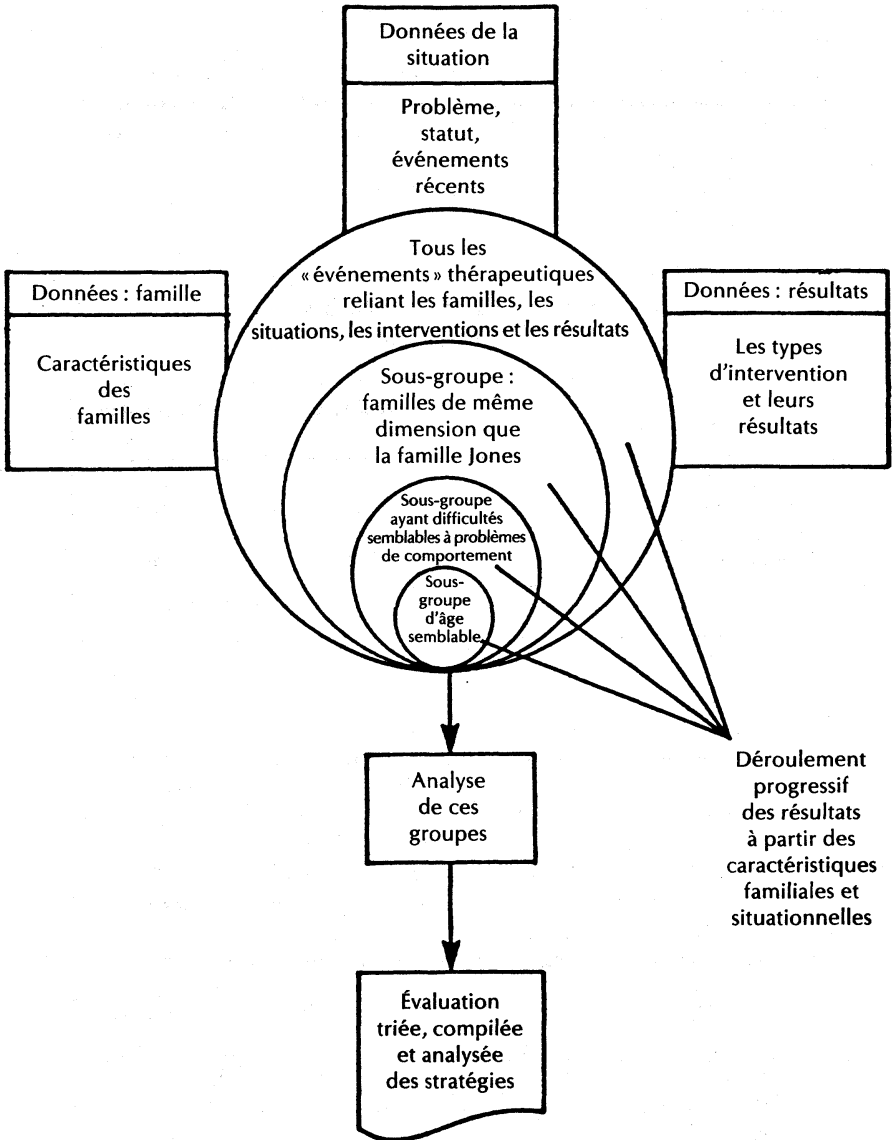 Données de la
situation
Problème,
statut,
événements
récents
Données : famille
Caractéristiques
des
familles
Tous les
«événements» thérapeutiques
reliant les familles, les
situations, les interventions et les résultats
Données : résultats
Les types
d'intervention
et leurs
résultats
Sous-groupe :
familles de même
dimension que
la famille Jones
Sous-groupe
ayant difficultés
semblables à problèmes
de comportement
Sous-
groupe
d'âge
semblable
Analyse
de ces
groupes
Déroulement
progressif
des résultats
à partir des
caractéristiques
familiales et
situationnelles
Évaluation
triée, compilée
et analysée
des stratégies